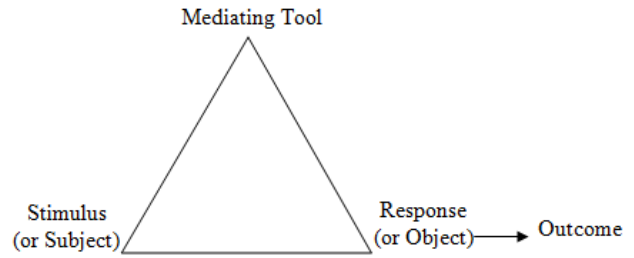 Mediating Tool
Stimulus
(or Subject)
Response
(or Object)
Outcome